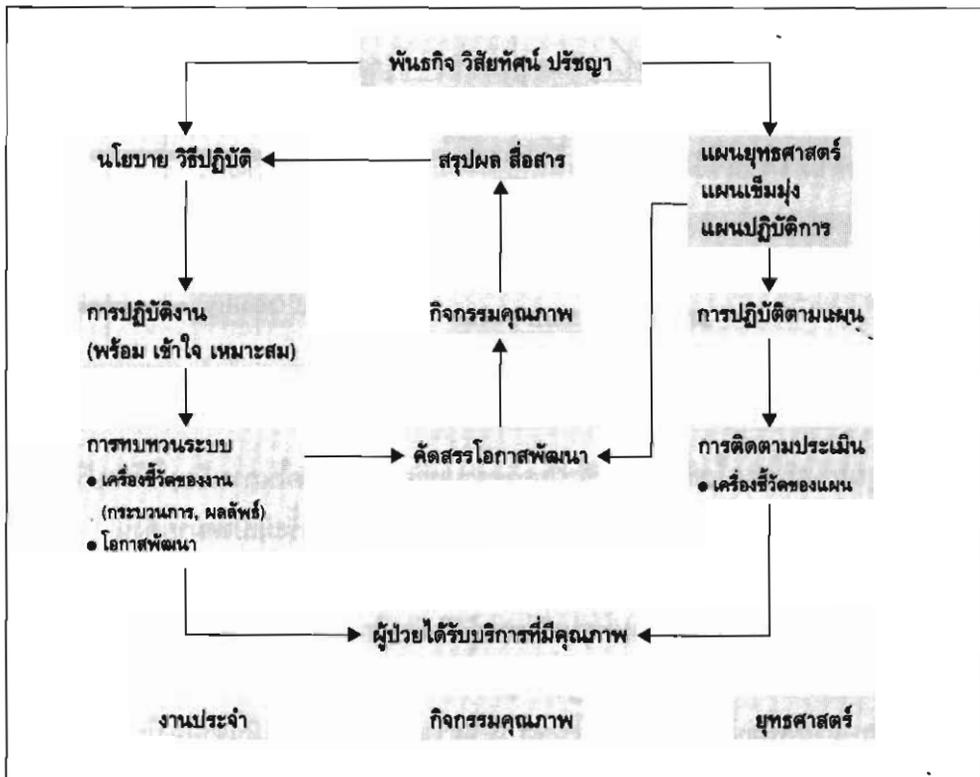 พันธกิจ วิสัยทัศน์ ปรัชญา
นโยบาย วิธีปฏิบัติ
สรุปผล สื่อสาร
แผนยุทธศาสตร์
แผนเข็มมุ่ง
แผนปฏิบัติการ
การปฏิบัติงาน
(พร้อม เข้าใจ เหมาะสม)
กิจกรรมคุณภาพ
การปฏิบัติตามแผน
การทบทวนระบบ
• เครื่องชี้วัดของงาน
(กระบวนการ, ผลลัพธ์)
• โอกาสพัฒนา
คัดสรรโอกาสพัฒนา
การติดตามประเมิน
• เครื่องชี้วัดของแผน
ผู้ป่วยได้รับบริการที่มีคุณภาพ
งานประจำ
กิจกรรมคุณภาพ
ยุทธศาสตร์